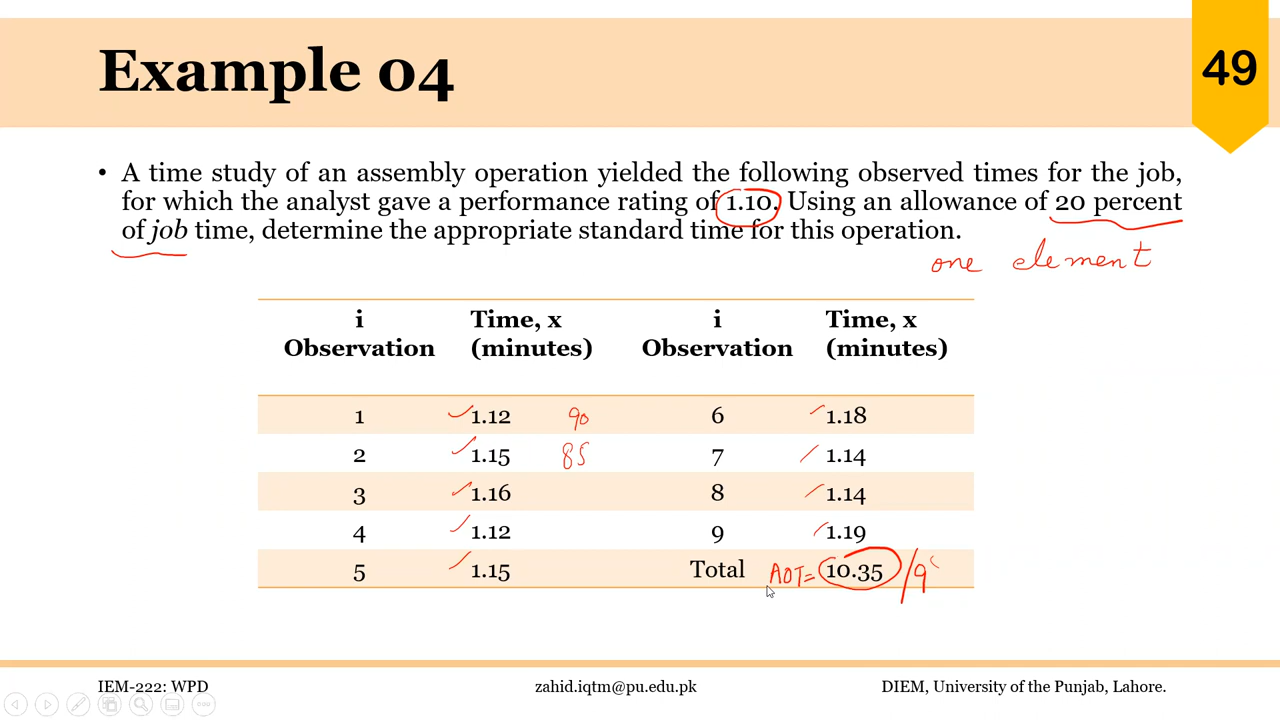 Example 04
49
• A time study of an assembly operation yielded the following observed times for the job,
for which the analyst gave a performance rating of 1.10. Using an allowance of 20 percent
of job time, determine the appropriate standard time for this operation.
one element
i Observation Time, x (minutes) i Observation Time, x (minutes)
1 1.12 90 6 1.18
2 1.15 85 7 1.14
3 1.16 8 1.14
4 1.12 9 1.19
5 1.15 Total AOT= 10.35 /9
IEM-222: WPD zahid.iqtm@pu.edu.pk DIEM, University of the Punjab, Lahore.